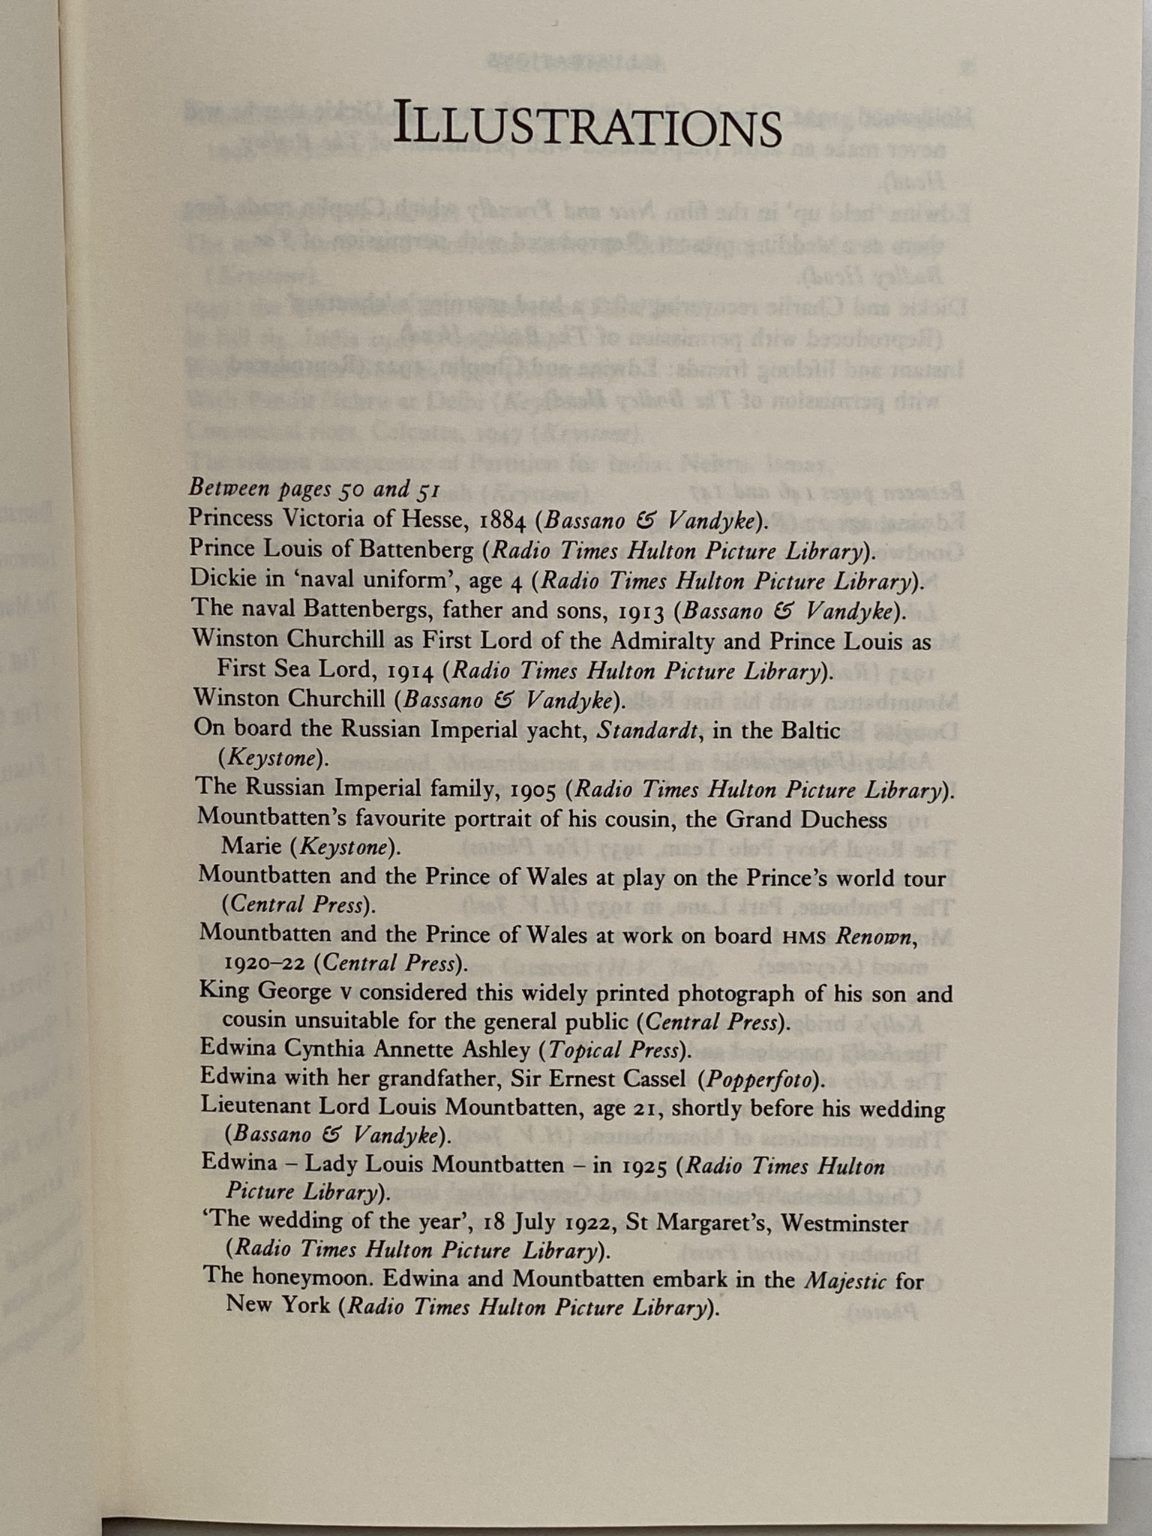 ILLUSTRATIONS
Between pages 50 and 51
Princess Victoria of Hesse, 1884 (Bassano & Vandyke).
Prince Louis of Battenberg (Radio Times Hulton Picture Library).
Dickie in ‘naval uniform’, age 4 (Radio Times Hulton Picture Library).
The naval Battenbergs, father and sons, 1913 (Bassano & Vandyke).
Winston Churchill as First Lord of the Admiralty and Prince Louis as
First Sea Lord, 1914 (Radio Times Hulton Picture Library).
Winston Churchill (Bassano & Vandyke).
On board the Russian Imperial yacht, Standardt, in the Baltic
(Keystone).
The Russian Imperial family, 1905 (Radio Times Hulton Picture Library).
Mountbatten’s favourite portrait of his cousin, the Grand Duchess
Marie (Keystone).
Mountbatten and the Prince of Wales at play on the Prince’s world tour
(Central Press).
Mountbatten and the Prince of Wales at work on board HMS Renown,
1920–22 (Central Press).
King George V considered this widely printed photograph of his son and
cousin unsuitable for the general public (Central Press).
Edwina Cynthia Annette Ashley (Topical Press).
Edwina with her grandfather, Sir Ernest Cassel (Popperfoto).
Lieutenant Lord Louis Mountbatten, age 21, shortly before his wedding
(Bassano & Vandyke).
Edwina – Lady Louis Mountbatten – in 1925 (Radio Times Hulton
Picture Library).
‘The wedding of the year’, 18 July 1922, St Margaret’s, Westminster
(Radio Times Hulton Picture Library).
The honeymoon. Edwina and Mountbatten embark in the Majestic for
New York (Radio Times Hulton Picture Library).